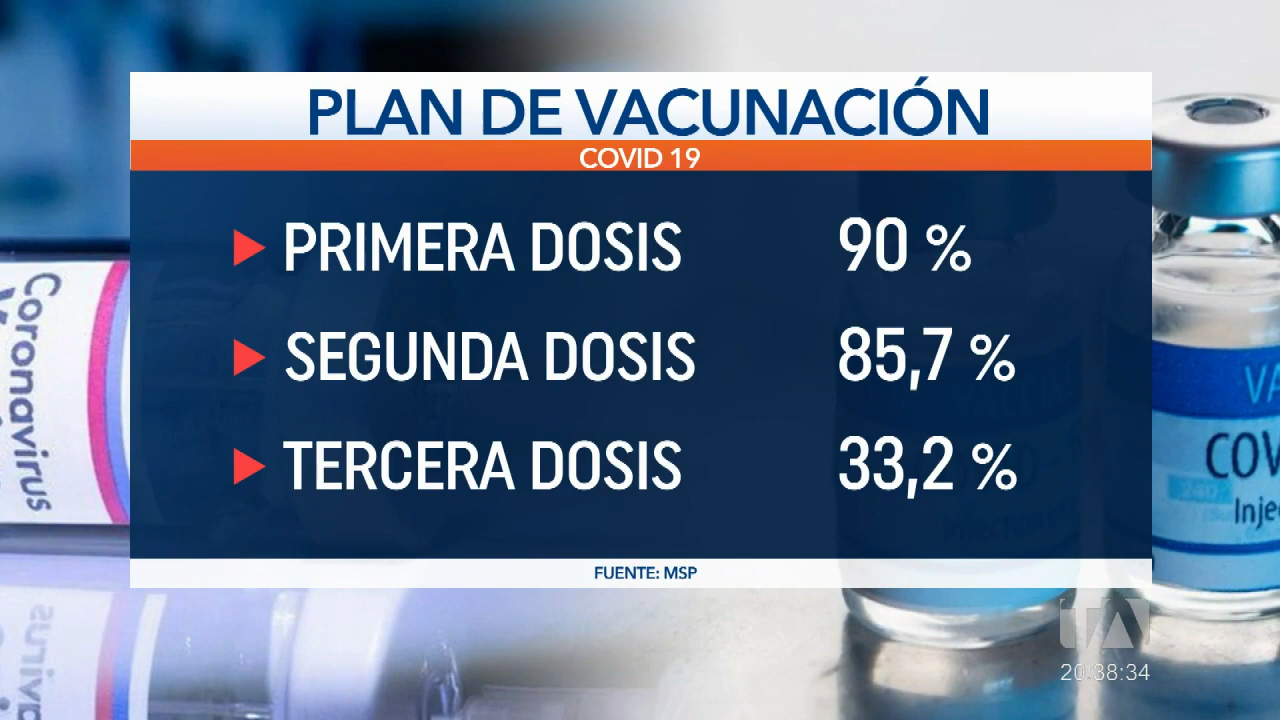 PLAN DE VACUNACIÓN
COVID 19
PRIMERA DOSIS 90 %
SEGUNDA DOSIS 85,7 %
TERCERA DOSIS 33,2 %
FUENTE: MSP
Coronavirus
COV
TA
20:38:34